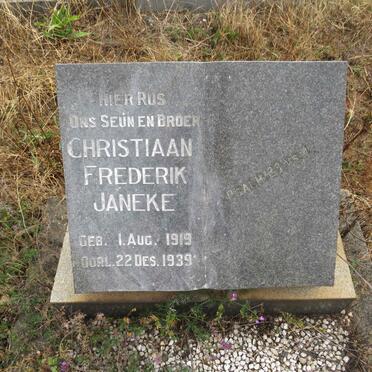 HIER RUS
ONS SEUN EN BROER
CHRISTIAAN
FREDERIK
JANEKE
GEB. 1. AUG. 1919
OORL. 22 DES. 1939